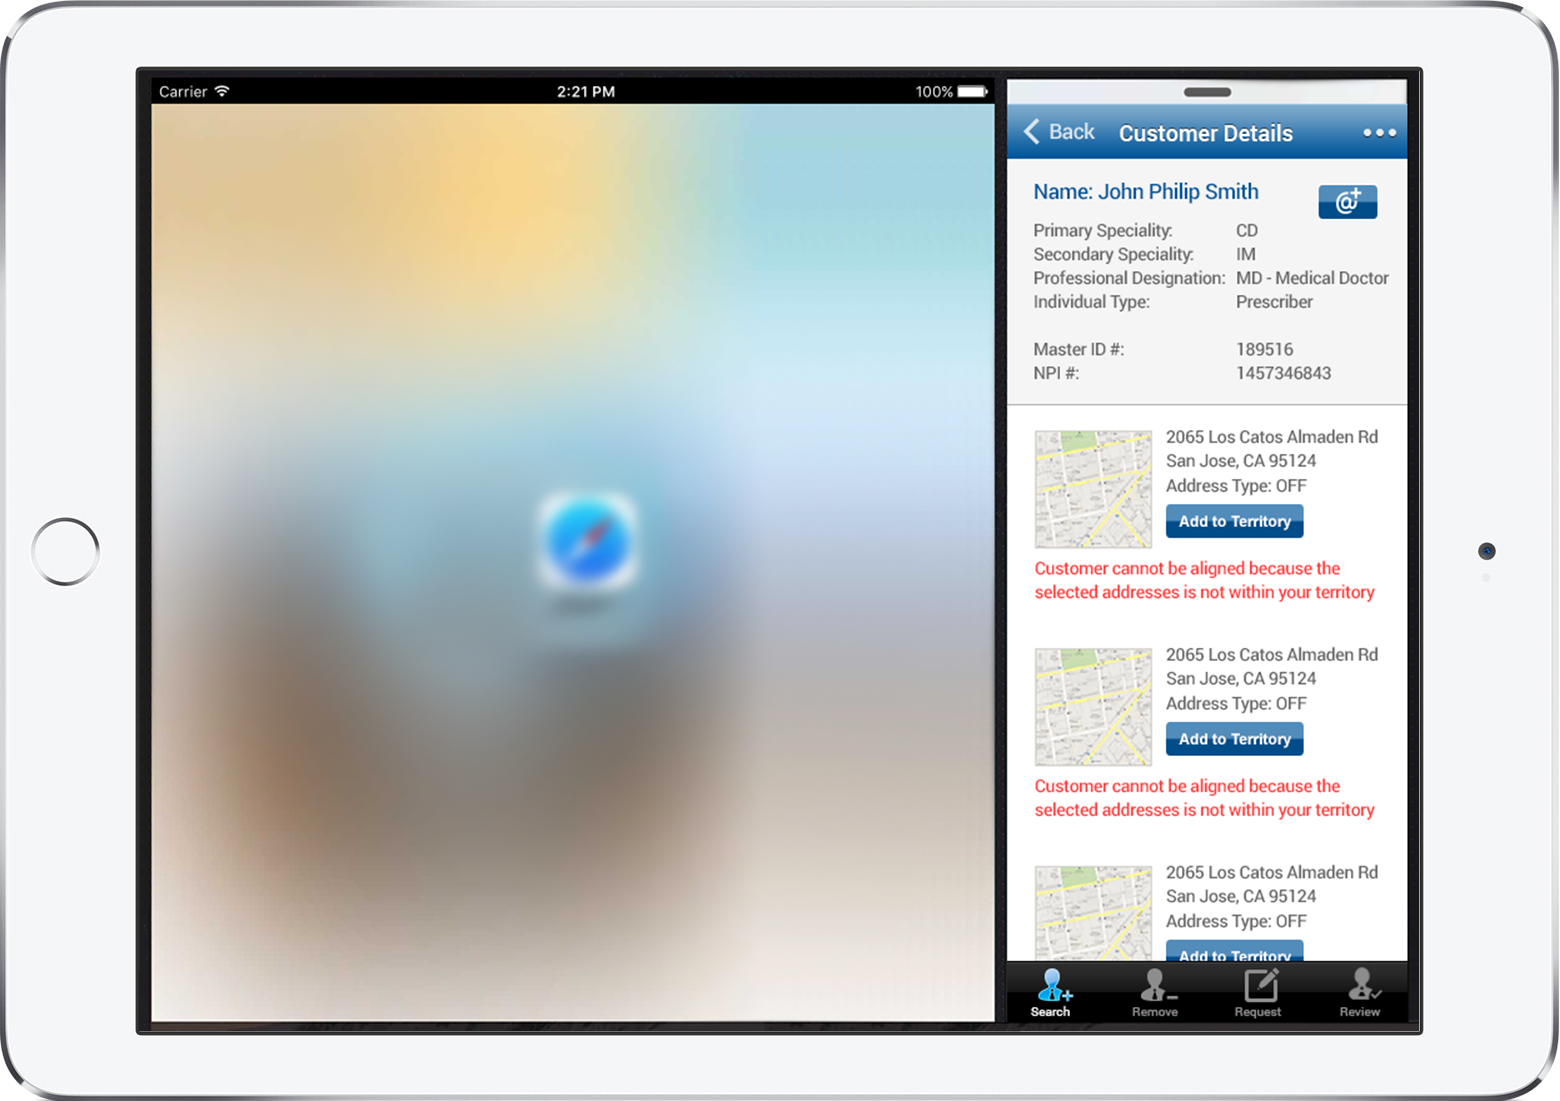 Carrier
2:21 PM
100%
Back
Customer Details
Name: John Philip Smith
@+
Primary Speciality: CD
Secondary Speciality: IM
Professional Designation: MD - Medical Doctor
Individual Type: Prescriber
Master ID #: 189516
NPI #: 1457346843
2065 Los Catos Almaden Rd
San Jose, CA 95124
Address Type: OFF
Add to Territory
Customer cannot be aligned because the
selected addresses is not within your territory
2065 Los Catos Almaden Rd
San Jose, CA 95124
Address Type: OFF
Add to Territory
Customer cannot be aligned because the
selected addresses is not within your territory
2065 Los Catos Almaden Rd
San Jose, CA 95124
Address Type: OFF
Add to Territory
Search
Remove
Request
Review